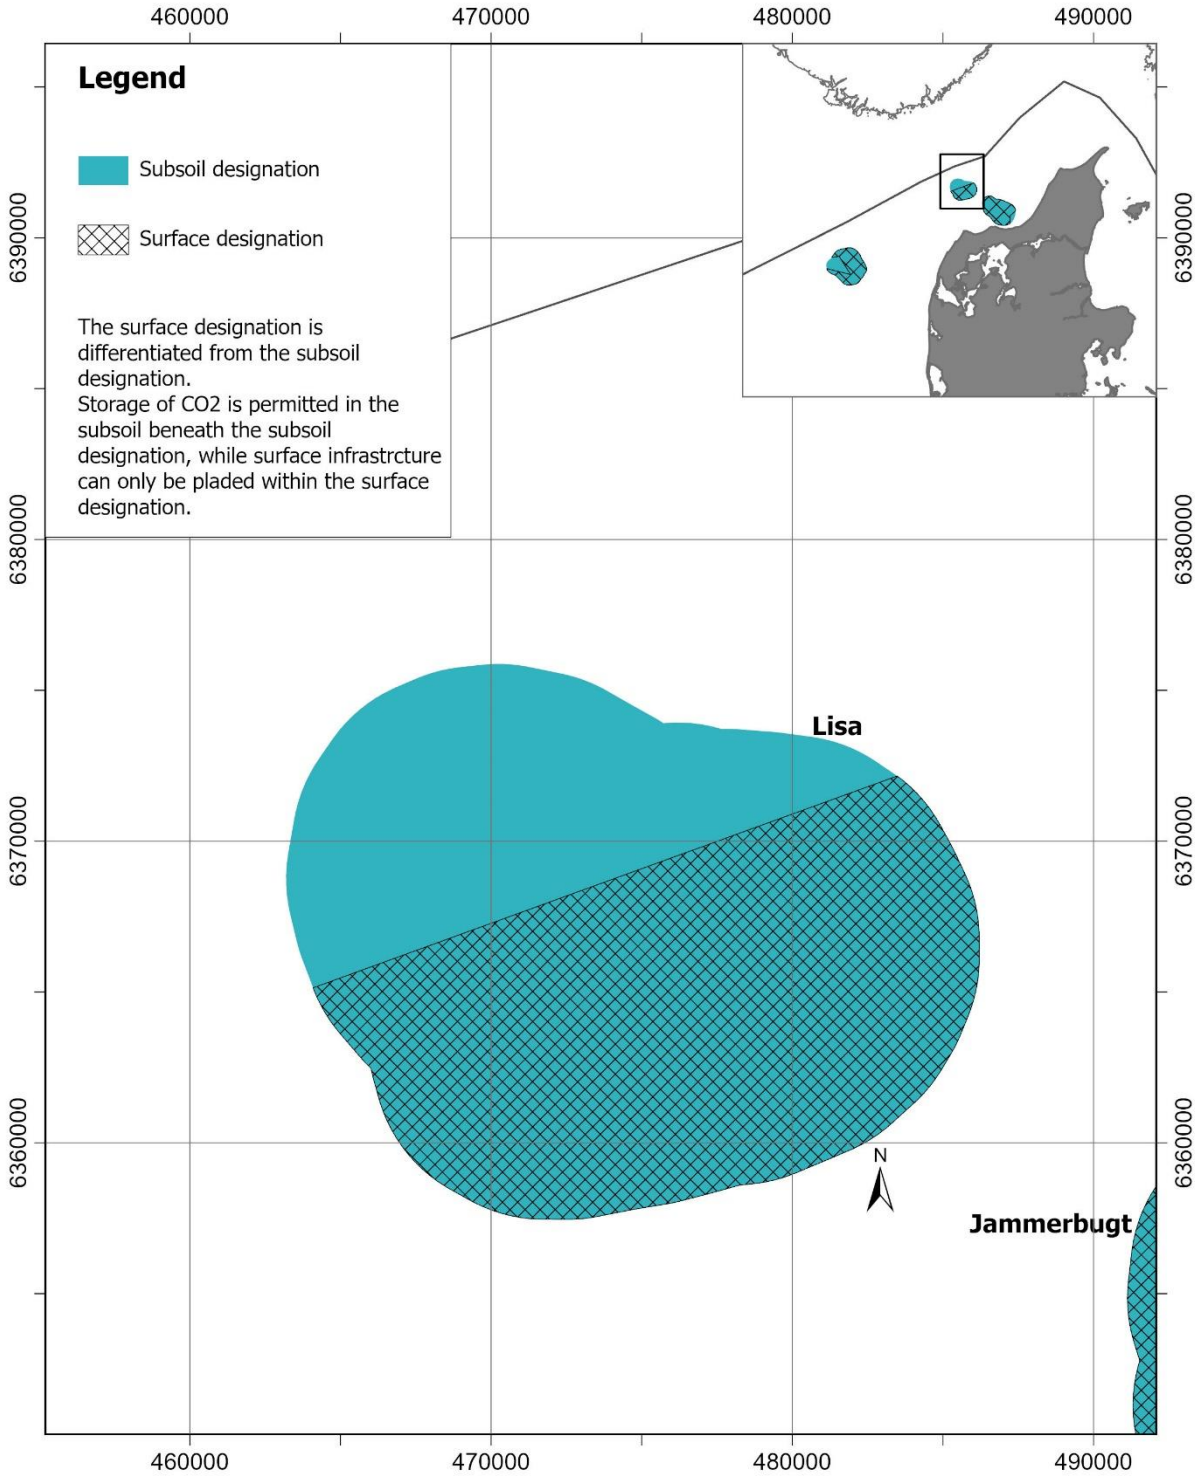 460000 470000 480000 490000
Legend
Subsoil designation
Surface designation
The surface designation is
differentiated from the subsoil
designation.
Storage of CO2 is permitted in the
subsoil beneath the subsoil
designation, while surface infrastrcture
can only be pladed within the surface
designation.
6390000 6390000
6380000 6380000
Lisa
6370000 6370000
6360000 6360000
N
Jammerbugt
460000 470000 480000 490000